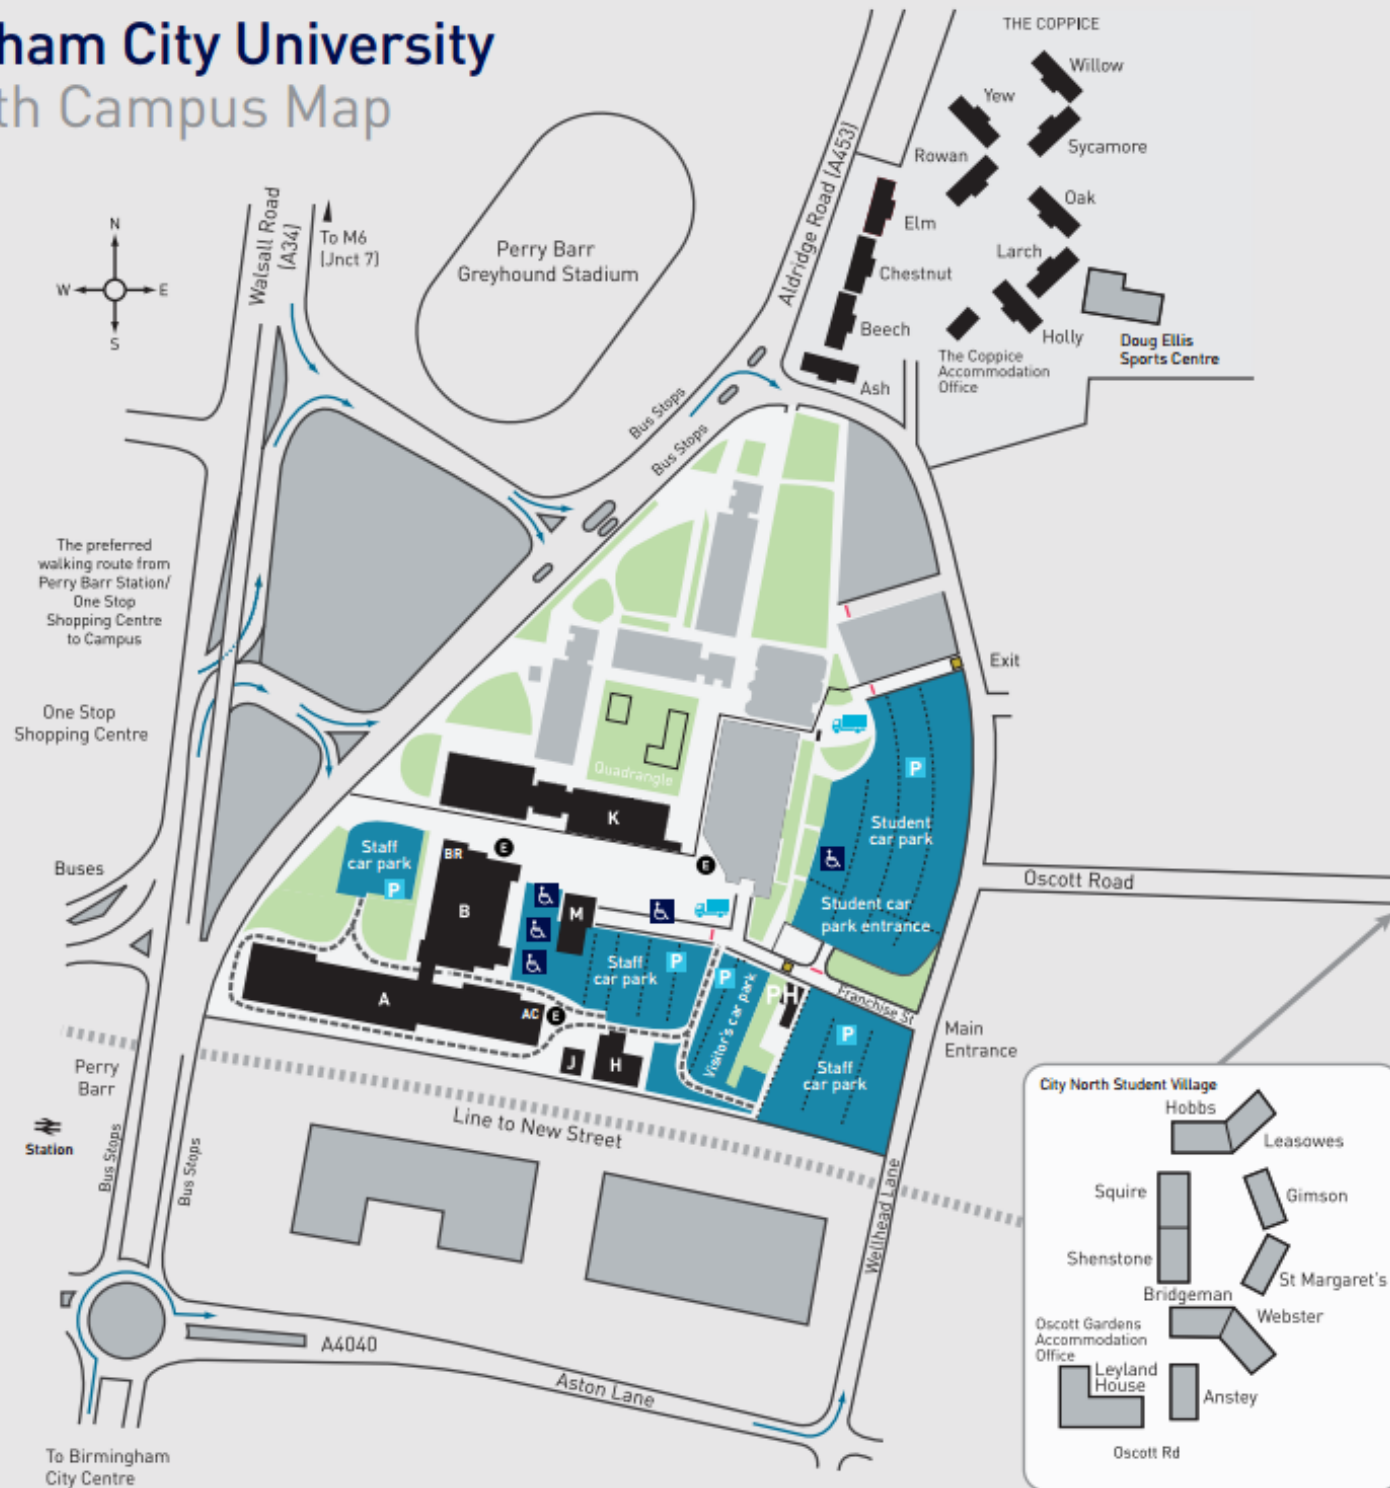 ham City University
th Campus Map
THE COPPICE
Willow
Yew
Sycamore
Rowan
Oak
Elm
Larch
Chestnut
Holly
Beech
Doug Ellis
Sports Centre
The Coppice
Accommodation
Office
Ash
Aldridge Road (A453)
N
W
E
S
Walsall Road
(A34)
To M6
(Jnct 7)
Perry Barr
Greyhound Stadium
Bus Stops
Bus Stops
The preferred
walking route from
Perry Barr Station/
One Stop
Shopping Centre
to Campus
One Stop
Shopping Centre
Exit
Quadrangle
P
K
Student
car park
Student car
park entrance
Oscott Road
Buses
Staff
car park
P
BR
E
E
B
M
Staff
car park
P
P
Visitor's car park
PH
Franchise St
A
AC
E
J
H
P
Staff
car park
Main
Entrance
Perry
Barr
Station
Bus Stops
Bus Stops
Line to New Street
Wellhead Lane
A4040
Aston Lane
To Birmingham
City Centre
City North Student Village
Hobbs
Leasowes
Squire
Gimson
Shenstone
St Margaret's
Bridgeman
Webster
Oscott Gardens
Accommodation
Office
Leyland
House
Anstey
Oscott Rd